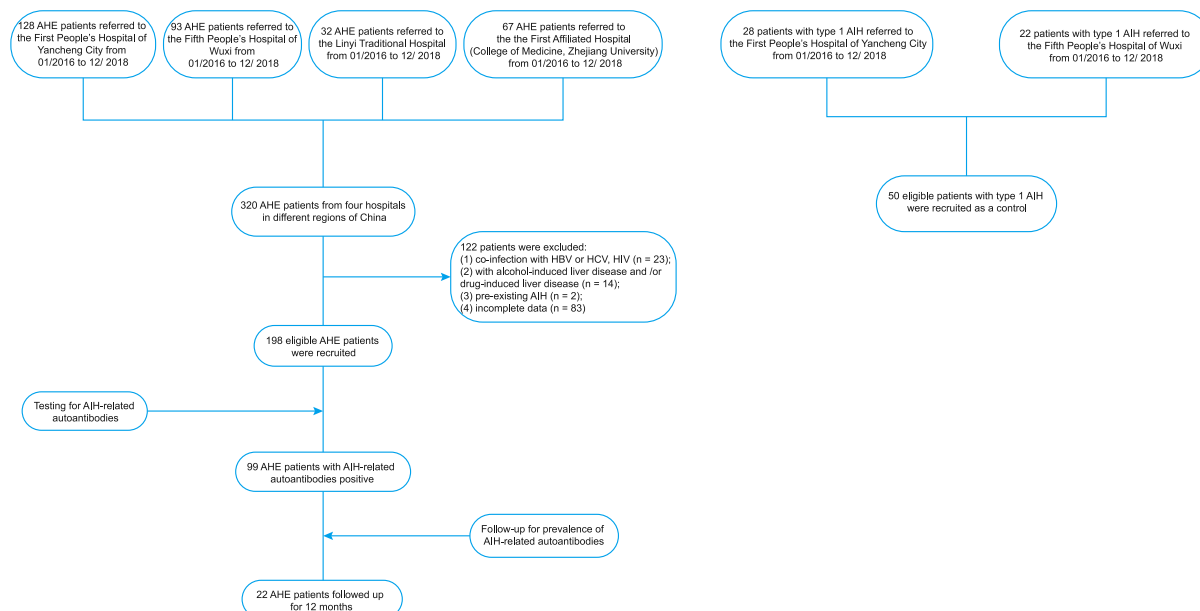 128 AHE patients referred to
the First People's Hospital of
Yancheng City from
01/2016 to 12/ 2018
93 AHE patients referred to
the Fifth People's Hospital of
Wuxi from
01/2016 to 12/ 2018
32 AHE patients referred to
the Linyi Traditional Hospital
from 01/2016 to 12/ 2018
67 AHE patients referred to
the the First Affiliated Hospital
(College of Medicine, Zhejiang University)
from 01/2016 to 12/ 2018
28 patients with type 1 AIH referred to
the First People's Hospital of Yancheng City
from 01/2016 to 12/ 2018
22 patients with type 1 AIH referred to
the Fifth People's Hospital of Wuxi
from 01/2016 to 12/ 2018
320 AHE patients from four hospitals
in different regions of China
50 eligible patients with type 1 AIH
were recruited as a control
122 patients were excluded:
(1) co-infection with HBV or HCV, HIV (n = 23);
(2) with alcohol-induced liver disease and /or
drug-induced liver disease (n = 14);
(3) pre-existing AIH (n = 2);
(4) incomplete data (n = 83)
198 eligible AHE patients
were recruited
Testing for AIH-related
autoantibodies
99 AHE patients with AIH-related
autoantibodies positive
Follow-up for prevalence of
AIH-related autoantibodies
22 AHE patients followed up
for 12 months